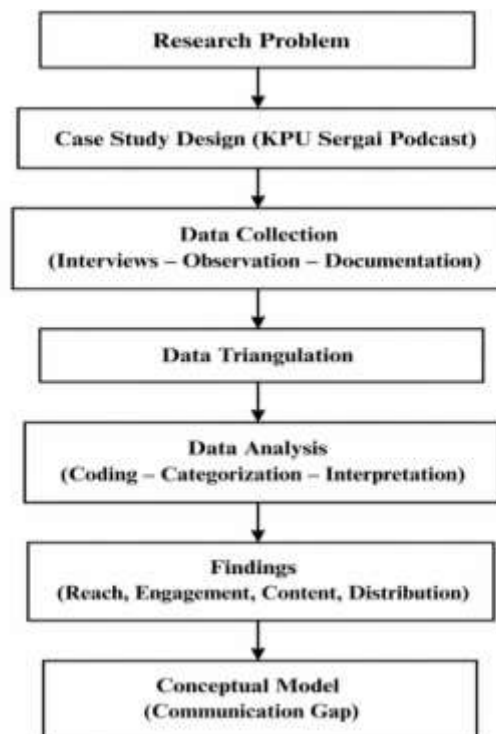 Research Problem
Case Study Design (KPU Sergai Podcast)
Data Collection
(Interviews – Observation – Documentation)
Data Triangulation
Data Analysis
(Coding – Categorization – Interpretation)
Findings
(Reach, Engagement, Content, Distribution)
Conceptual Model
(Communication Gap)